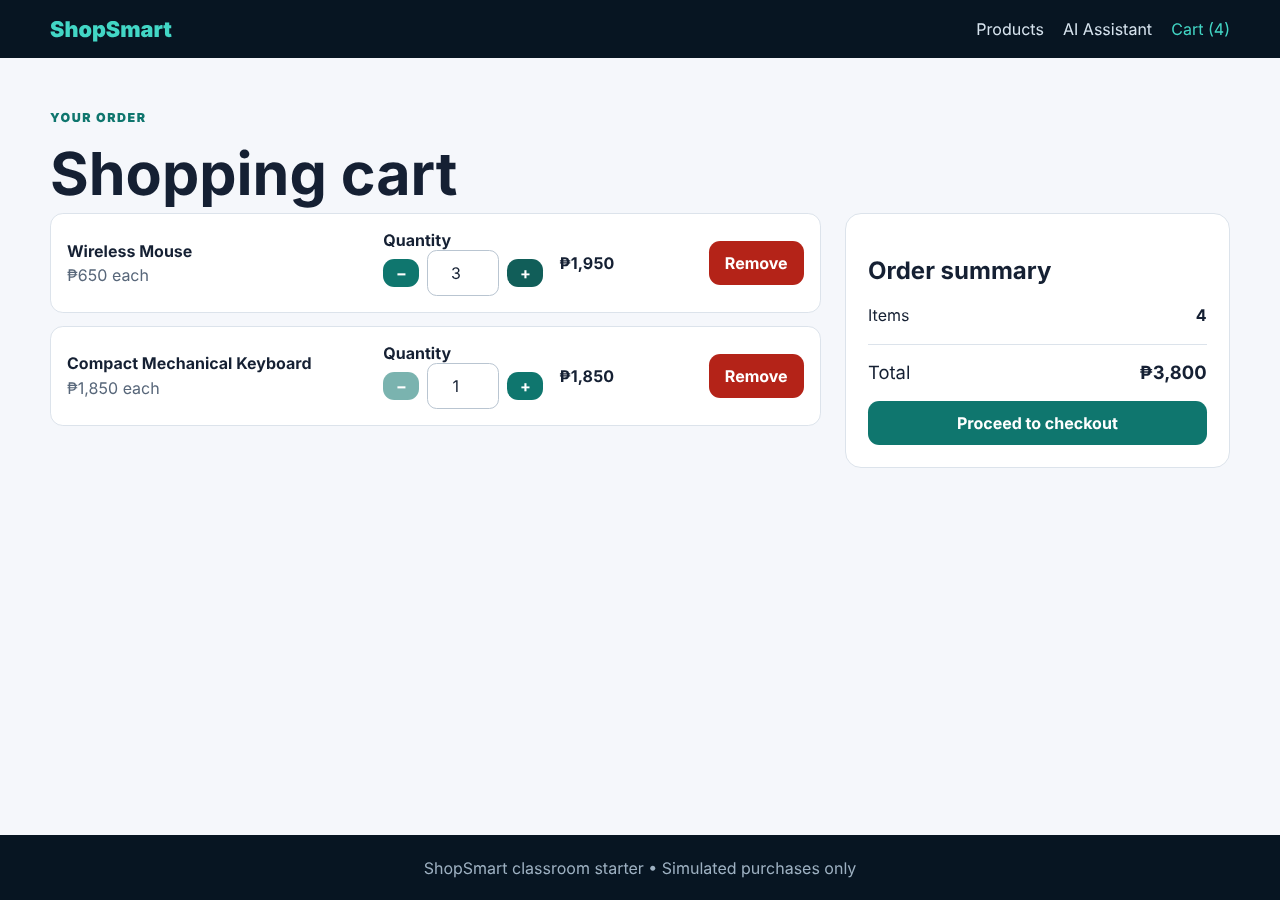 ShopSmart
Products AI Assistant Cart (4)
YOUR ORDER
Shopping cart
Wireless Mouse
₱650 each
Quantity
− 3 +
₱1,950
Remove
Compact Mechanical Keyboard
₱1,850 each
Quantity
− 1 +
₱1,850
Remove
Order summary
Items 4
Total ₱3,800
Proceed to checkout
ShopSmart classroom starter • Simulated purchases only